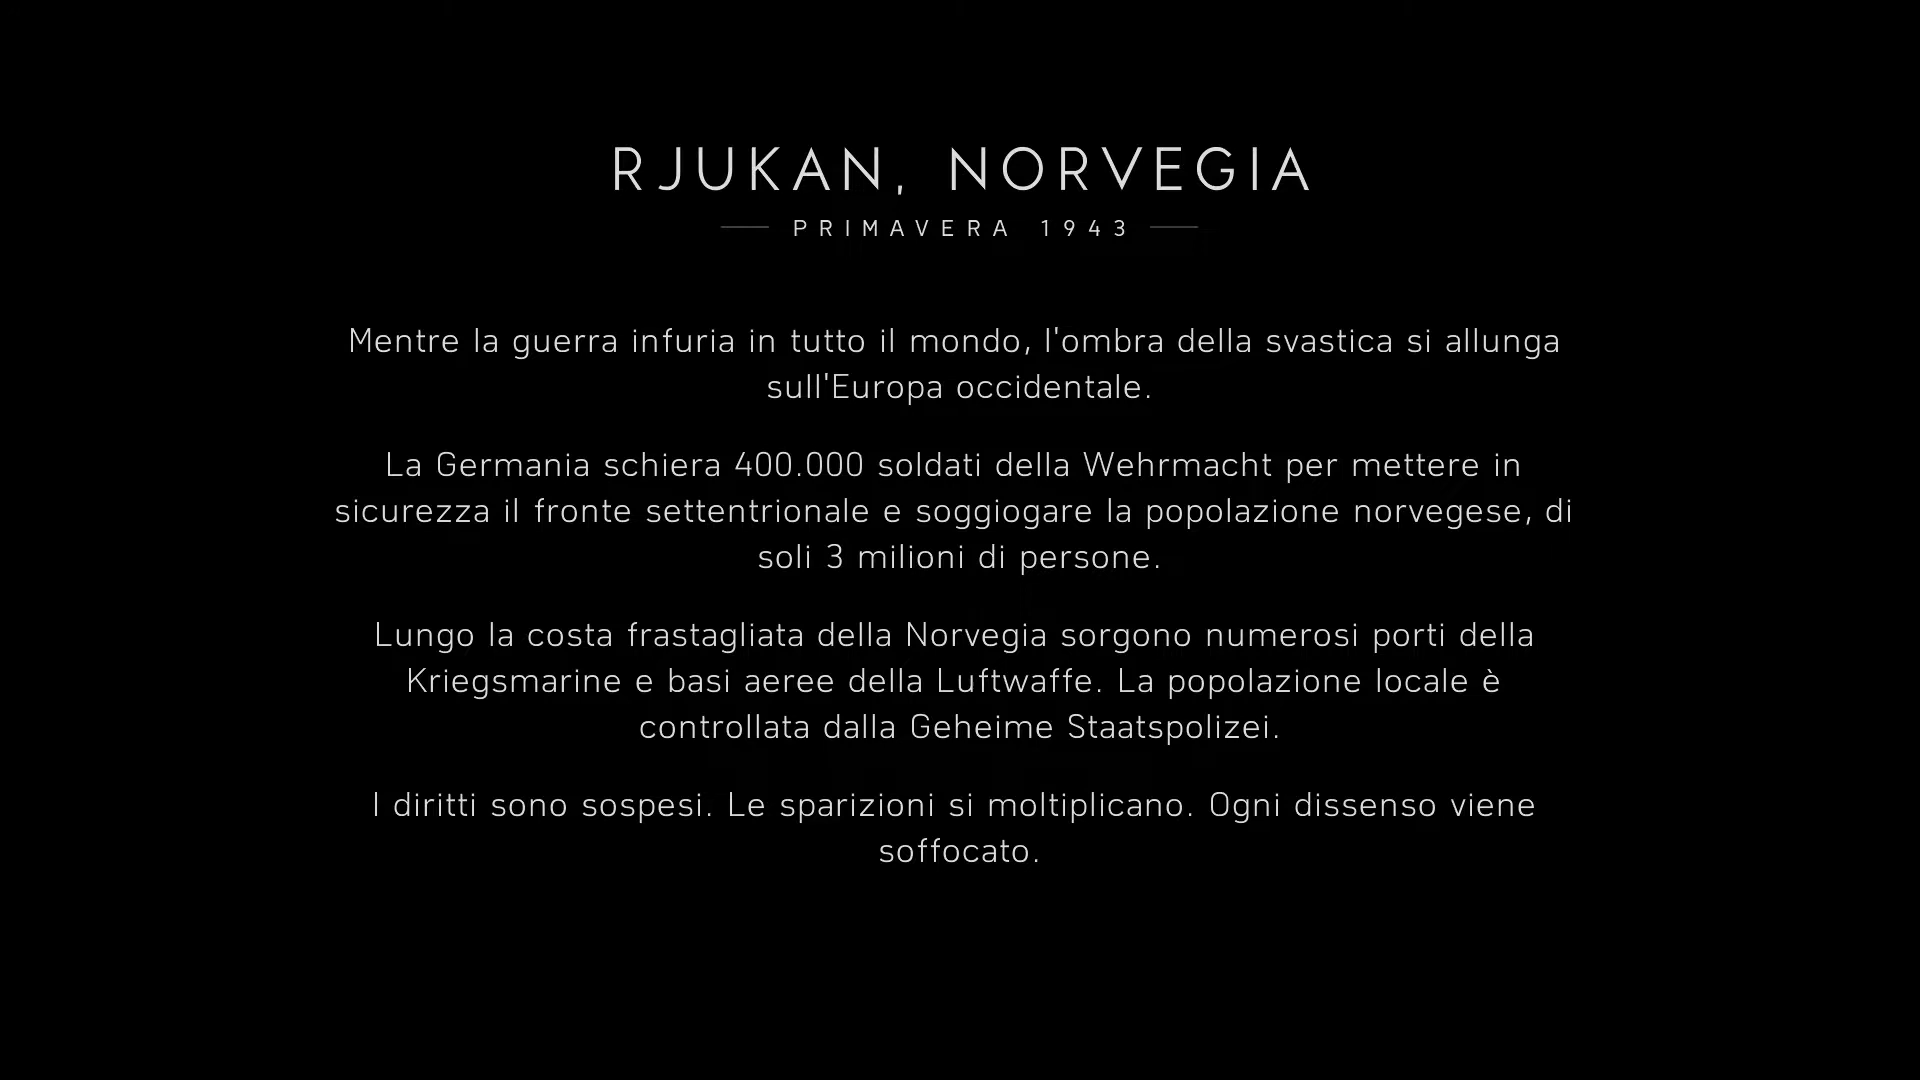 RJUKAN, NORVEGIA
PRIMAVERA 1943
Mentre la guerra infuria in tutto il mondo, l'ombra della svastica si allunga
sull'Europa occidentale.
La Germania schiera 400.000 soldati della Wehrmacht per mettere in
sicurezza il fronte settentrionale e soggiogare la popolazione norvegese, di
soli 3 milioni di persone.
Lungo la costa frastagliata della Norvegia sorgono numerosi porti della
Kriegsmarine e basi aeree della Luftwaffe. La popolazione locale è
controllata dalla Geheime Staatspolizei.
I diritti sono sospesi. Le sparizioni si moltiplicano. Ogni dissenso viene
soffocato.